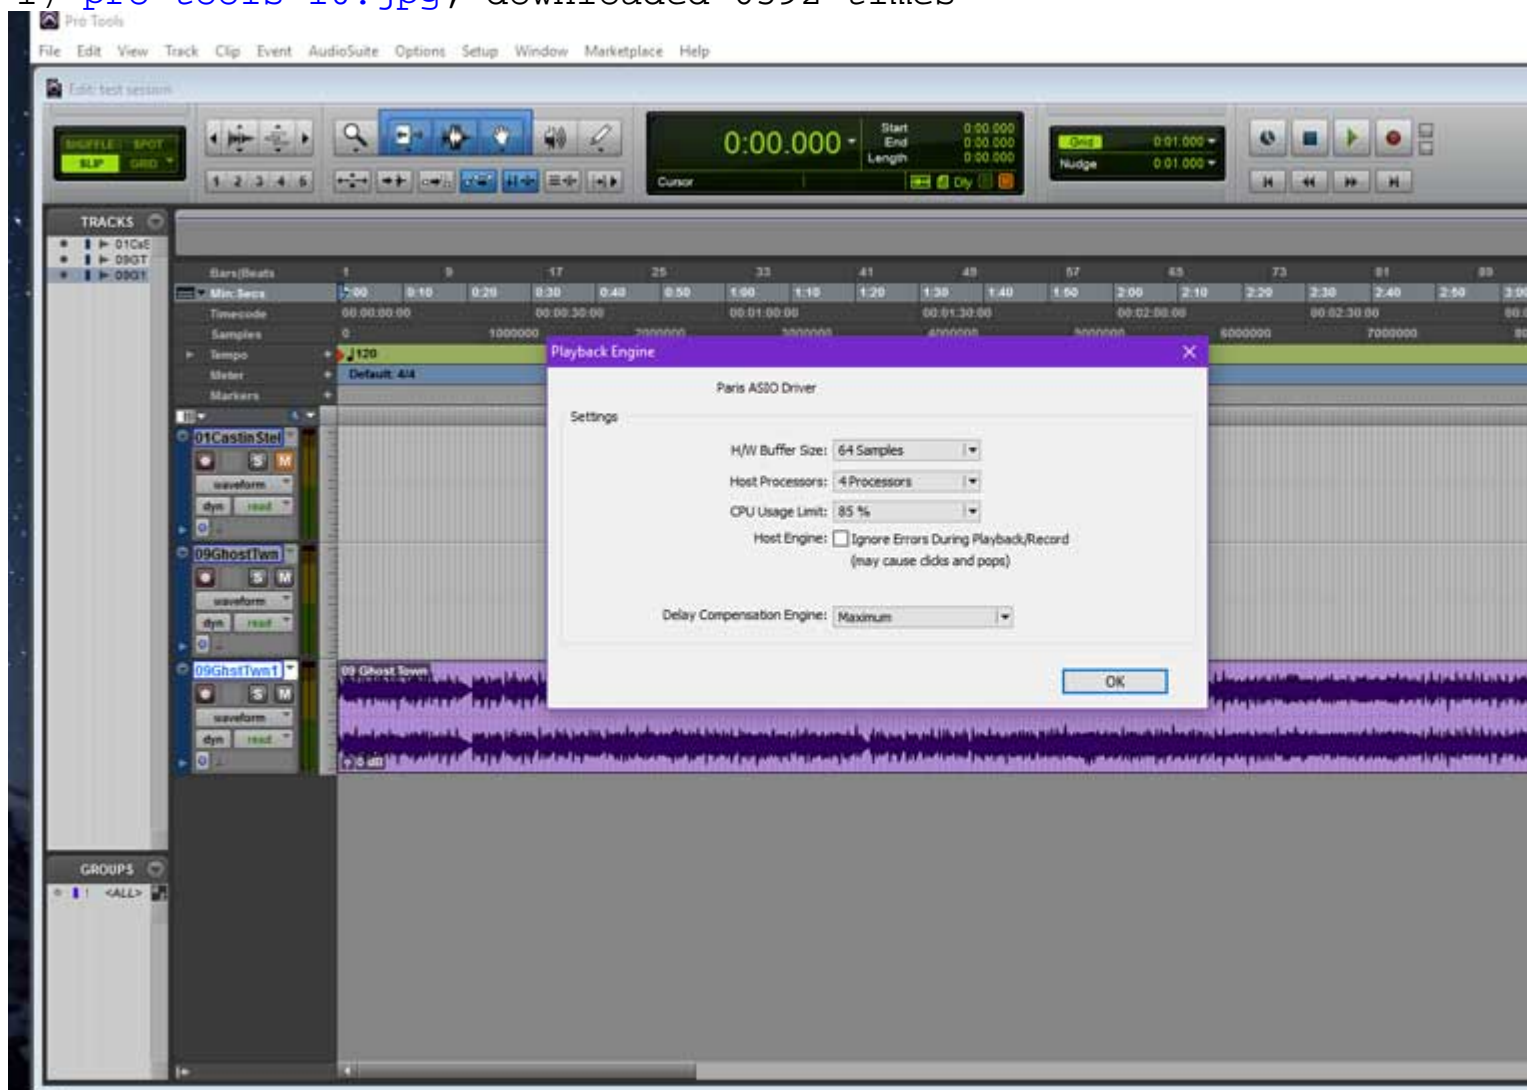 Pro Tools
File Edit View Track Clip Event AudioSuite Options Setup Window Marketplace Help
Edit: test session
SHUFFLE SPOT
SLIP GRID
1 2 3 4 5
0:00.000
Start 0:00.000
End 0:00.000
Length 0:00.000
Cursor
Dly
Grid 0:01.000
Nudge 0:01.000
TRACKS
01CsS
09GT
09G1
Bars|Beats 1 9 17 25 33 41 49 57 65 73 81 89
Min:Secs 0:00 0:10 0:20 0:30 0:40 0:50 1:00 1:10 1:20 1:30 1:40 1:50 2:00 2:10 2:20 2:30 2:40 2:50 3:00
Timecode 00:00:00:00 00:00:30:00 00:01:00:00 00:01:30:00 00:02:00:00 00:02:30:00
Samples 0 1000000 2000000 3000000 4000000 5000000 6000000 7000000
Tempo 120
Meter Default: 4/4
Markers
Playback Engine
Paris ASIO Driver
Settings
H/W Buffer Size: 64 Samples
Host Processors: 4 Processors
CPU Usage Limit: 85 %
Host Engine: Ignore Errors During Playback/Record
(may cause clicks and pops)
Delay Compensation Engine: Maximum
OK
01CastinStel
S M
waveform
dyn read
09GhostTwn
S M
waveform
dyn read
09GhstTwn1
S M
waveform
dyn read
09 Ghost Town
0 dB
GROUPS
! <ALL>